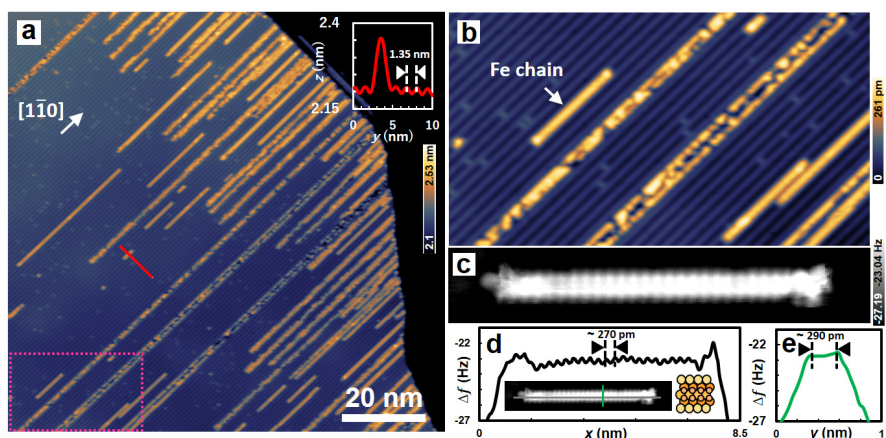 a
[11̄0]
2.4
z (nm)
2.15
1.35 nm
0
5
10
y (nm)
2.53 nm
2.1
20 nm
b
Fe chain
261 pm
0
c
-23.04 Hz
-27.19
d
~ 270 pm
-22
Δf (Hz)
-27
0
x (nm)
8.5
e
~ 290 pm
-22
Δf (Hz)
-27
0
y (nm)
1